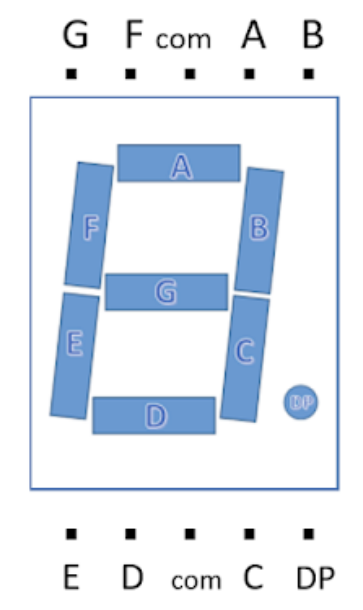 G F com A B
A
F B
G
E C
DP
D
E D com C DP